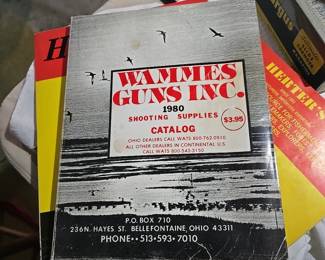 WAMMES
GUNS INC.
1980
SHOOTING SUPPLIES
$3.95
CATALOG
OHIO DEALERS CALL WATS 800-762-0910
ALL OTHER DEALERS IN CONTINENTAL U.S.
CALL WATS 800-543-3150
P.O. BOX 710
236 N. HAYES ST. BELLEFONTAINE, OHIO 43311
PHONE·· 513·593·7010
HERTER'S